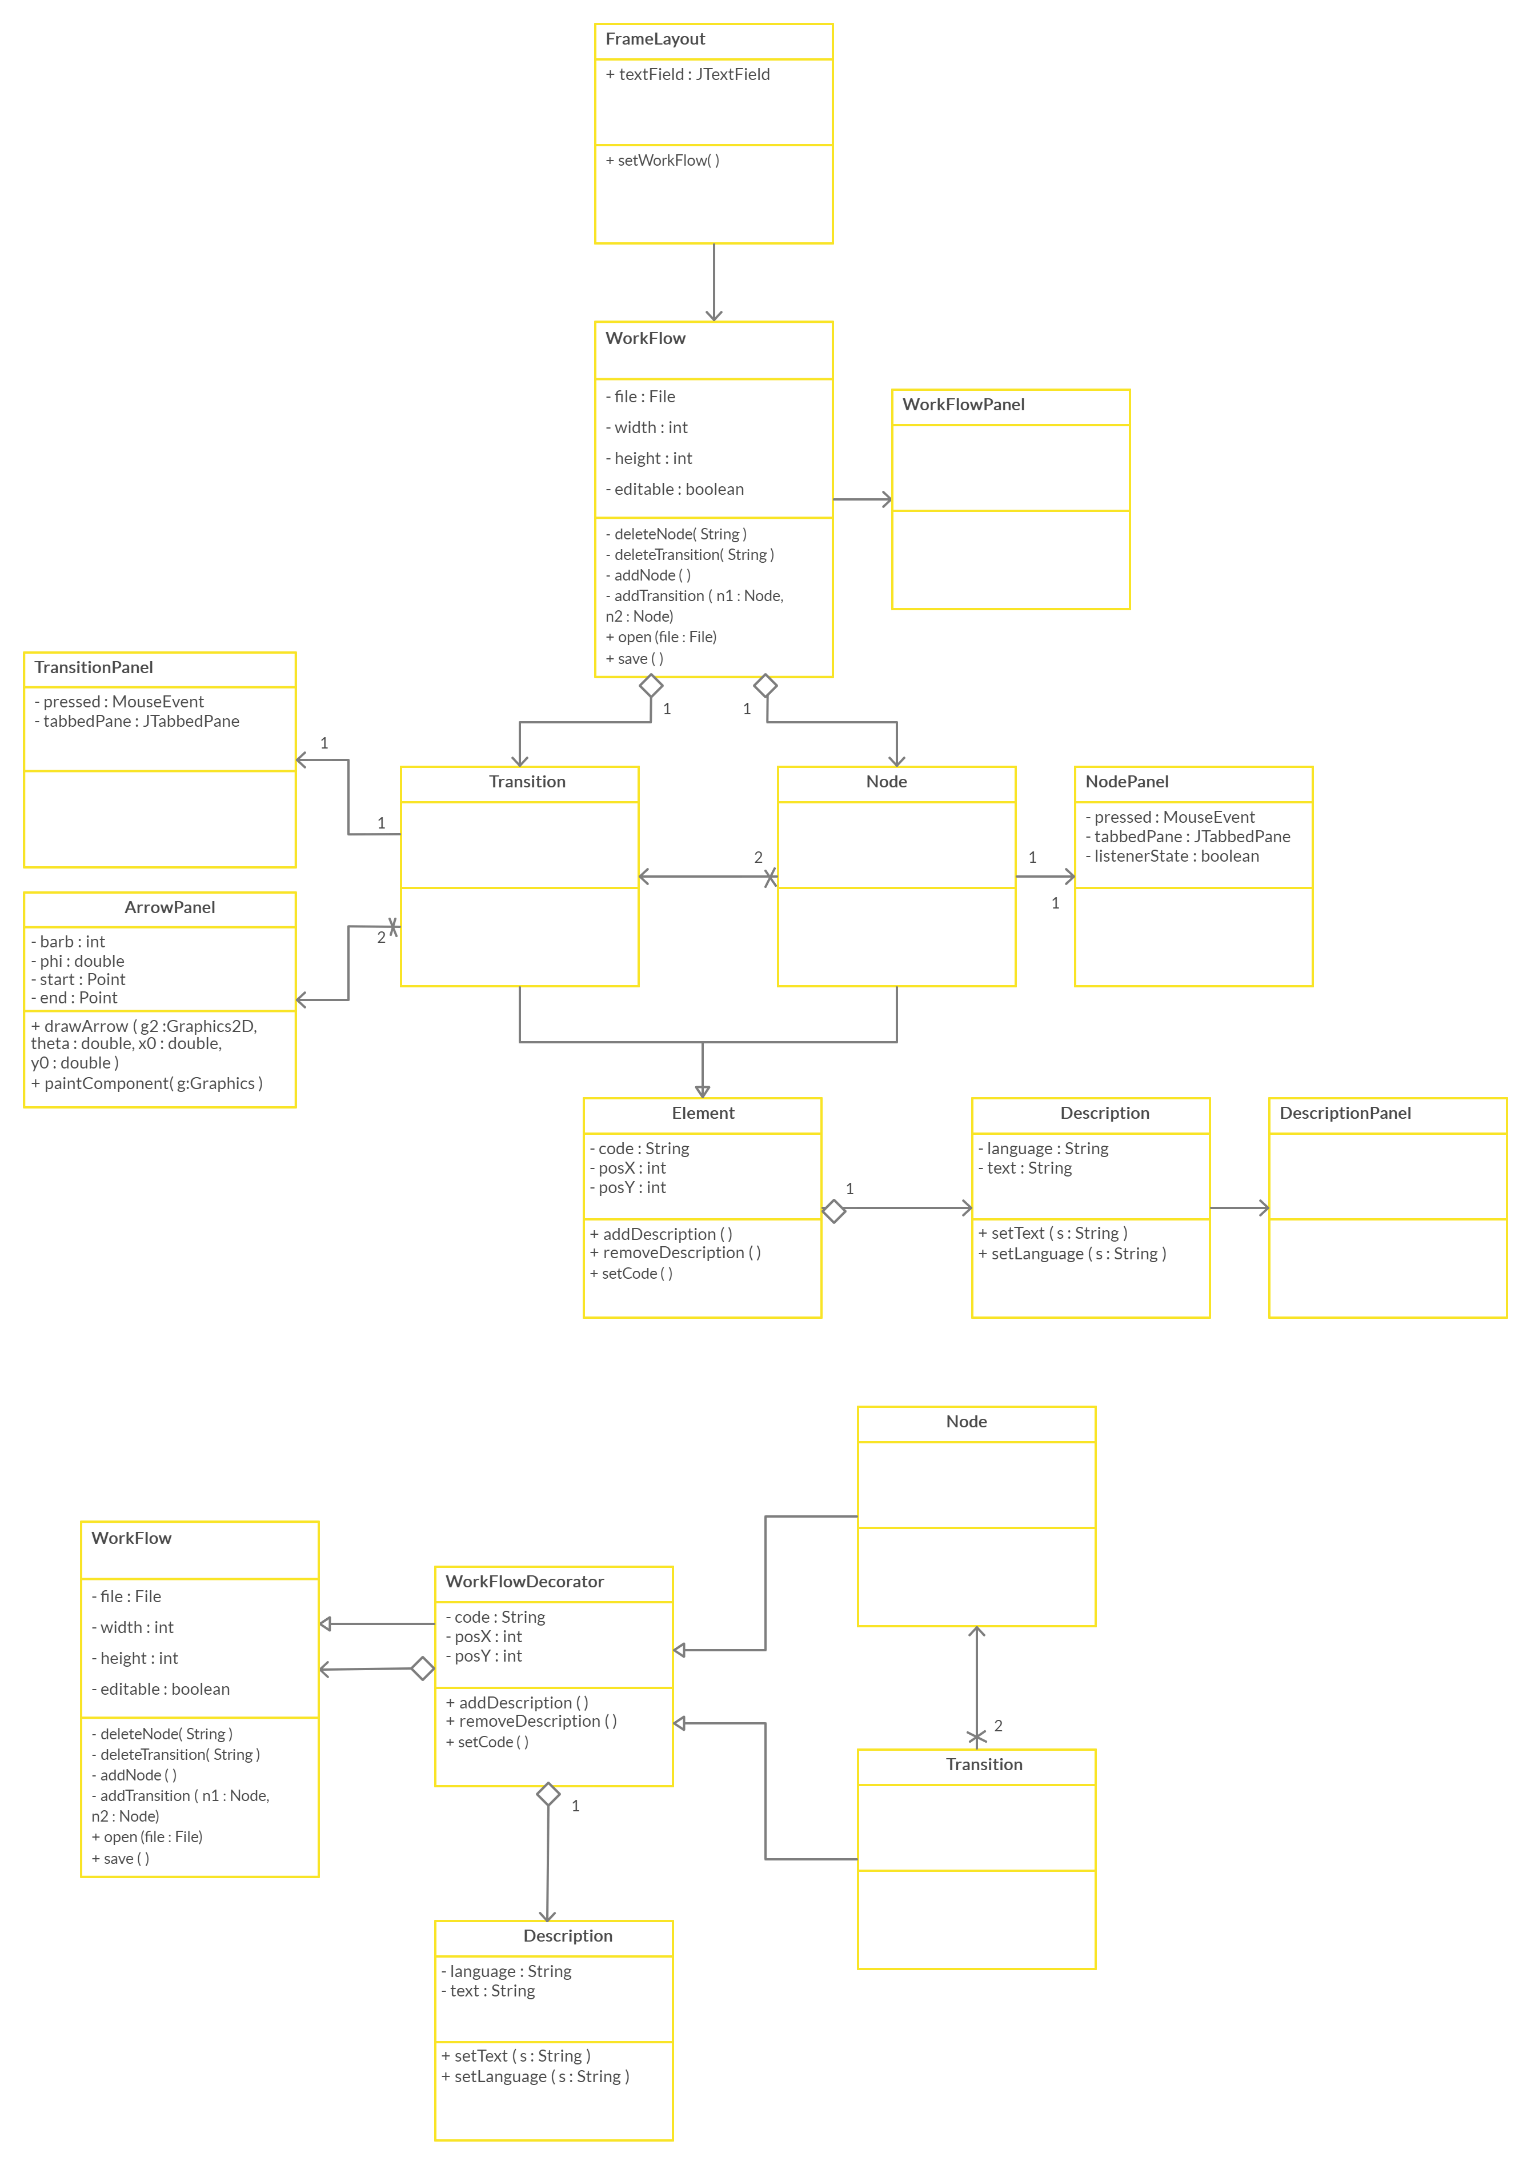 FrameLayout
+ textField : JTextField
+ setWorkFlow( )
WorkFlow
- file : File
- width : int
- height : int
- editable : boolean
- deleteNode( String )
- deleteTransition( String )
- addNode ( )
- addTransition ( n1 : Node,
n2 : Node)
+ open (file : File)
+ save ( )
WorkFlowPanel
1
1
TransitionPanel
- pressed : MouseEvent
- tabbedPane : JTabbedPane
1
1
Transition
2
Node
1
1
NodePanel
- pressed : MouseEvent
- tabbedPane : JTabbedPane
- listenerState : boolean
ArrowPanel
- barb : int
- phi : double
- start : Point
- end : Point
+ drawArrow ( g2 :Graphics2D,
theta : double, x0 : double,
y0 : double )
+ paintComponent( g:Graphics )
2
Element
- code : String
- posX : int
- posY : int
+ addDescription ( )
+ removeDescription ( )
+ setCode ( )
1
Description
- language : String
- text : String
+ setText ( s : String )
+ setLanguage ( s : String )
DescriptionPanel
Node
WorkFlow
- file : File
- width : int
- height : int
- editable : boolean
- deleteNode( String )
- deleteTransition( String )
- addNode ( )
- addTransition ( n1 : Node,
n2 : Node)
+ open (file : File)
+ save ( )
WorkFlowDecorator
- code : String
- posX : int
- posY : int
+ addDescription ( )
+ removeDescription ( )
+ setCode ( )
2
Transition
1
Description
- language : String
- text : String
+ setText ( s : String )
+ setLanguage ( s : String )